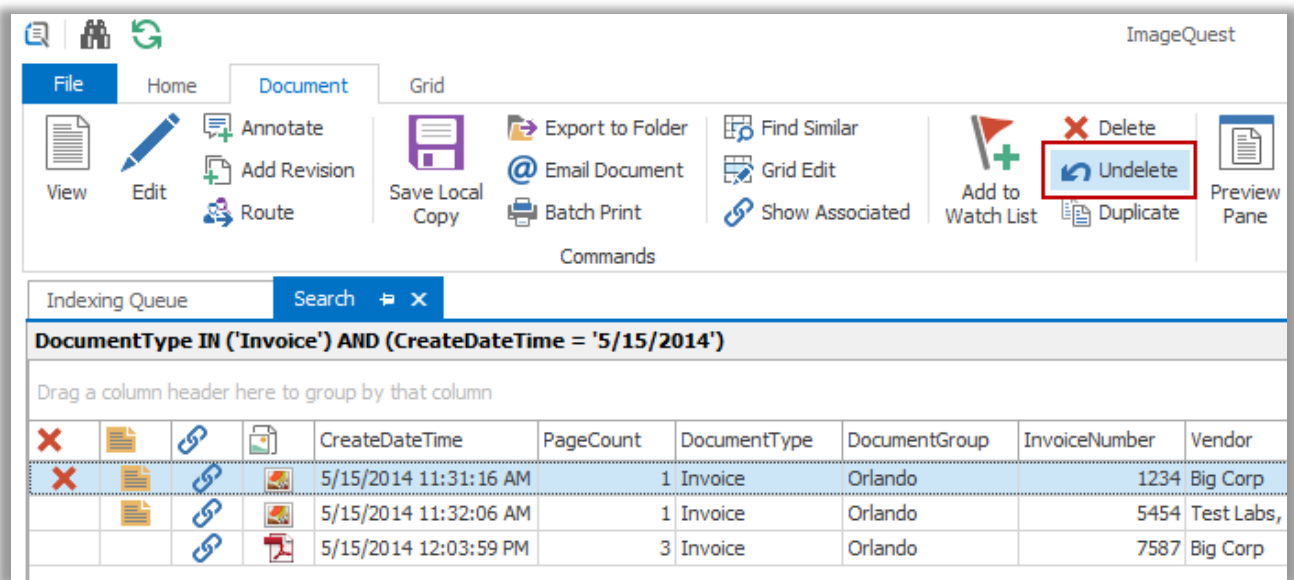 ImageQuest
File Home Document Grid
View
Edit
Annotate
Add Revision
Route
Save Local
Copy
Export to Folder
@ Email Document
Batch Print
Find Similar
Grid Edit
Show Associated
Add to
Watch List
Delete
Undelete
Duplicate
Preview
Pane
Commands
Indexing Queue Search
DocumentType IN ('Invoice') AND (CreateDateTime = '5/15/2014')
Drag a column header here to group by that column
CreateDateTime PageCount DocumentType DocumentGroup InvoiceNumber Vendor
5/15/2014 11:31:16 AM 1 Invoice Orlando 1234 Big Corp
5/15/2014 11:32:06 AM 1 Invoice Orlando 5454 Test Labs,
5/15/2014 12:03:59 PM 3 Invoice Orlando 7587 Big Corp